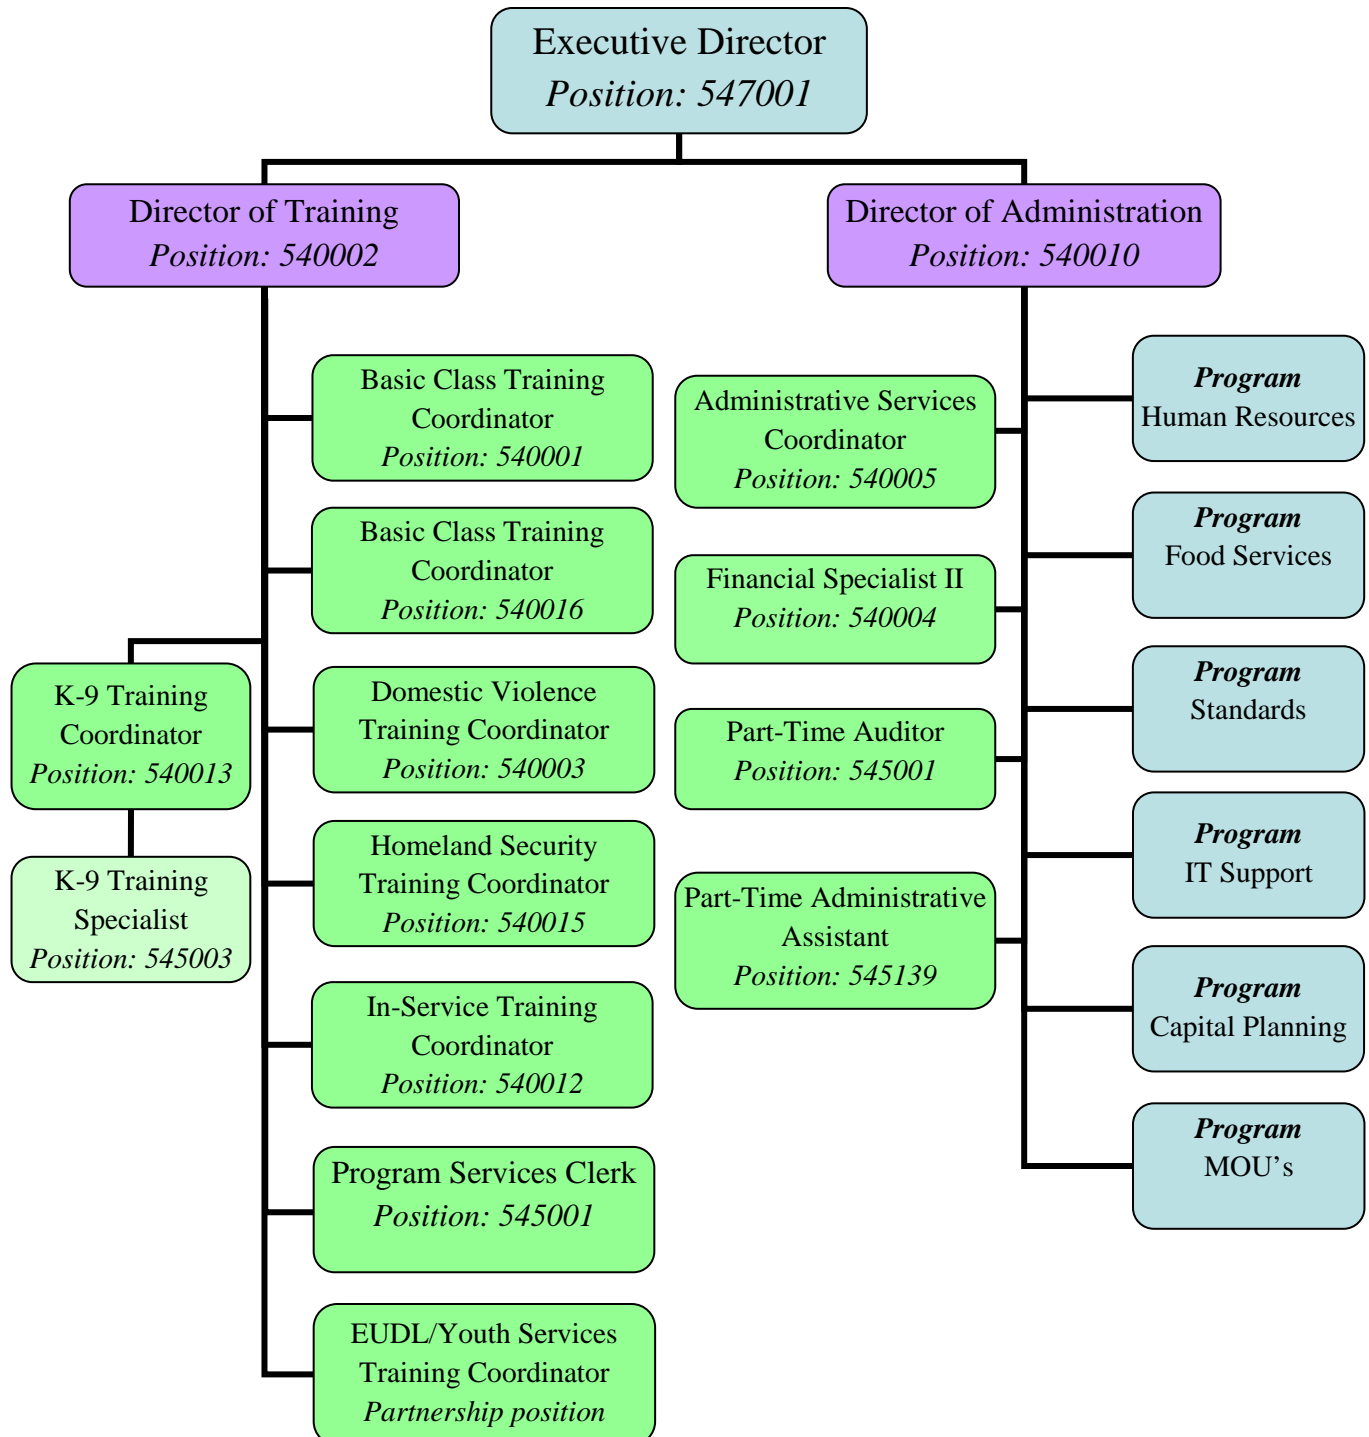 Executive Director
Position: 547001
Director of Training
Position: 540002
Director of Administration
Position: 540010
Basic Class Training
Coordinator
Position: 540001
Basic Class Training
Coordinator
Position: 540016
K-9 Training
Coordinator
Position: 540013
K-9 Training
Specialist
Position: 545003
Domestic Violence
Training Coordinator
Position: 540003
Homeland Security
Training Coordinator
Position: 540015
In-Service Training
Coordinator
Position: 540012
Program Services Clerk
Position: 545001
EUDL/Youth Services
Training Coordinator
Partnership position
Administrative Services
Coordinator
Position: 540005
Financial Specialist II
Position: 540004
Part-Time Auditor
Position: 545001
Part-Time Administrative
Assistant
Position: 545139
Program
Human Resources
Program
Food Services
Program
Standards
Program
IT Support
Program
Capital Planning
Program
MOU’s